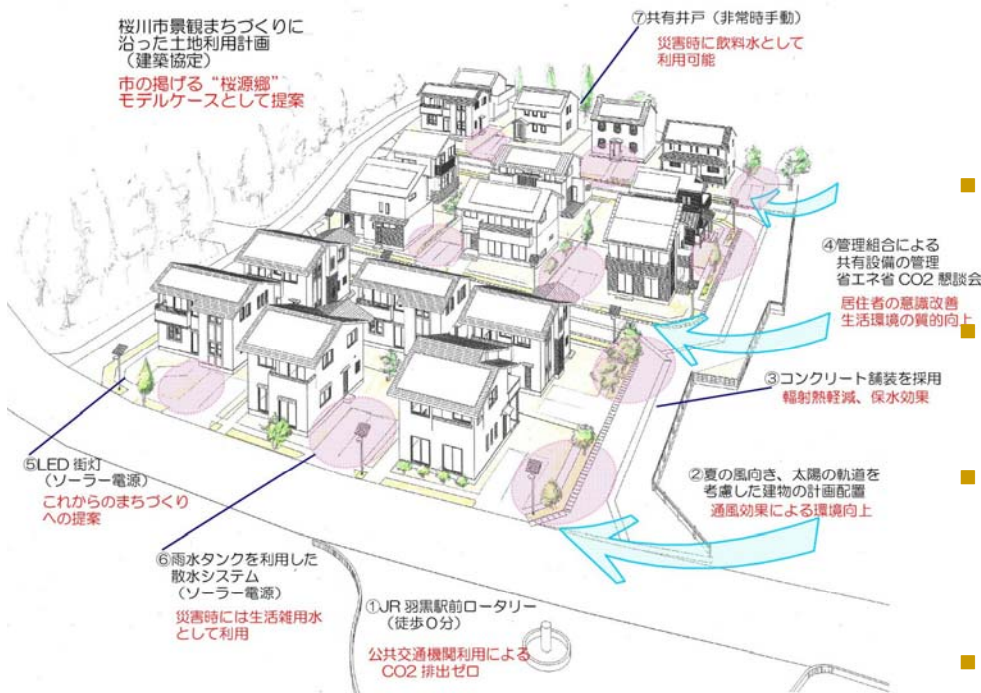 桜川市景観まちづくりに
沿った土地利用計画
（建築協定）
市の掲げる“桜源郷”
モデルケースとして提案
⑦共有井戸（非常時手動）
災害時に飲料水として
利用可能
④管理組合による
共有設備の管理
省エネ省CO2懇談会
居住者の意識改善
生活環境の質的向上
③コンクリート舗装を採用
輻射熱軽減、保水効果
②夏の風向き、太陽の軌道を
考慮した建物の計画配置
通風効果による環境向上
⑤LED街灯
（ソーラー電源）
これからのまちづくり
への提案
⑥雨水タンクを利用した
散水システム
（ソーラー電源）
災害時には生活雑用水
として利用
①JR羽黒駅前ロータリー
（徒歩0分）
公共交通機関利用による
CO2排出ゼロ